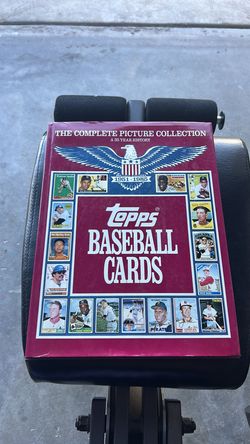 THE COMPLETE PICTURE COLLECTION
A 35 YEAR HISTORY
1951-1985
Topps
BASEBALL
CARDS